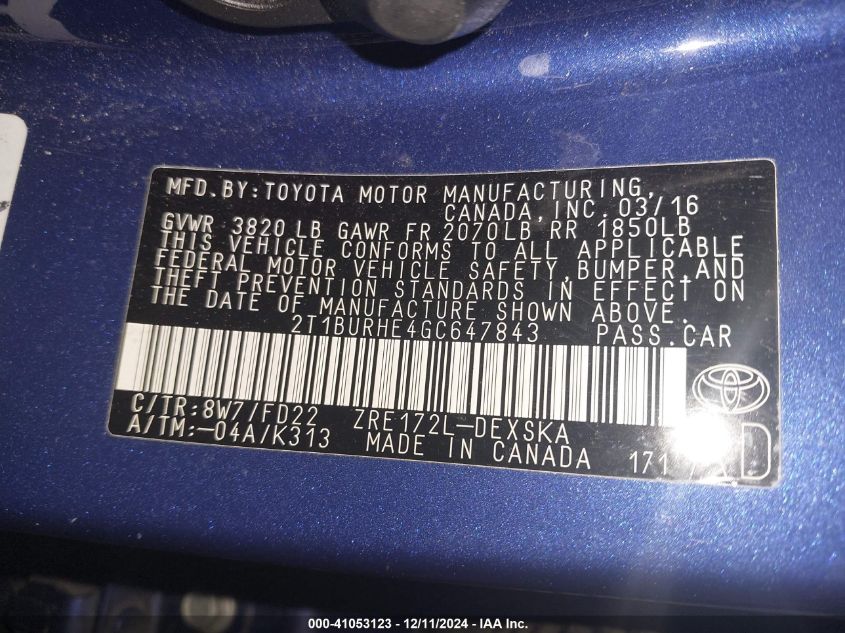 MFD. BY: TOYOTA MOTOR MANUFACTURING,
CANADA, INC. 03/16
GVWR 3820 LB GAWR FR 2070LB RR 1850LB
THIS VEHICLE CONFORMS TO ALL APPLICABLE
FEDERAL MOTOR VEHICLE SAFETY, BUMPER, AND
THEFT PREVENTION STANDARDS IN EFFECT ON
THE DATE OF MANUFACTURE SHOWN ABOVE.
2T1BURHE4GC647843 PASS. CAR
C/TR: 8W7/FD22 ZRE172L-DEXSKA
A/TM: -04A/K313 MADE IN CANADA 171
D
000-41053123 - 12/11/2024 - IAA Inc.